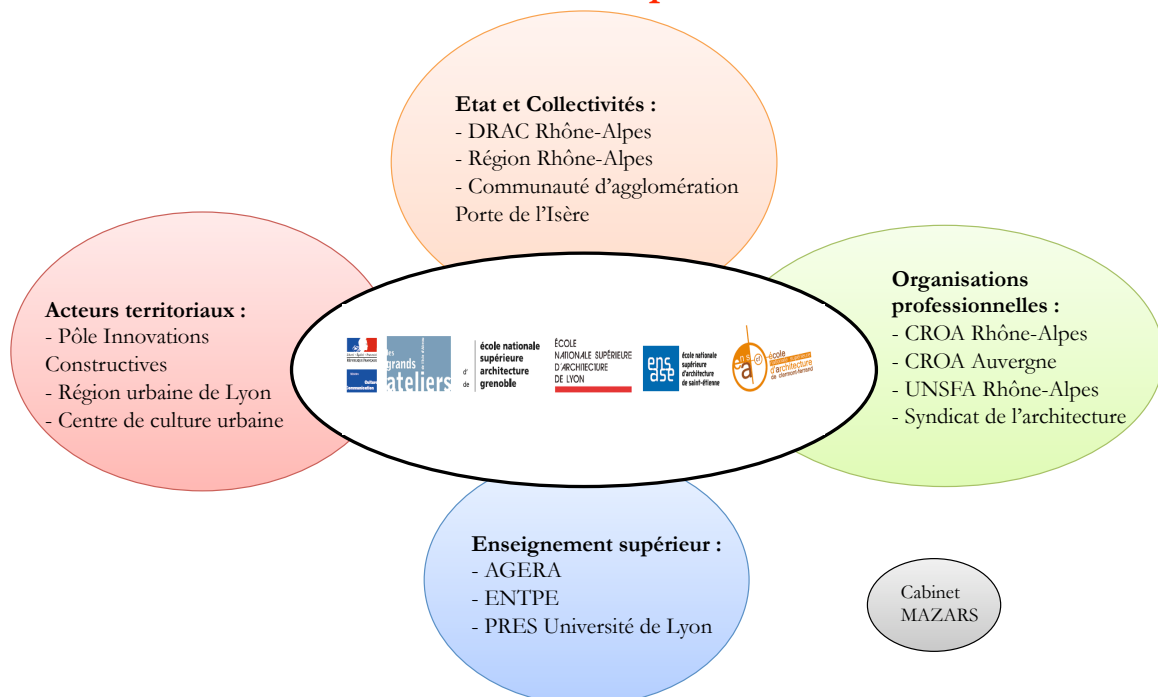 Etat et Collectivités :
- DRAC Rhône-Alpes
- Région Rhône-Alpes
- Communauté d'agglomération
Porte de l'Isère
Acteurs territoriaux :
- Pôle Innovations
Constructives
- Région urbaine de Lyon
- Centre de culture urbaine
Organisations
professionnelles :
- CROA Rhône-Alpes
- CROA Auvergne
- UNSFA Rhône-Alpes
- Syndicat de l'architecture
les
grands
ateliers
d'
de
école nationale
supérieure
architecture
grenoble
ÉCOLE
NATIONALE SUPÉRIEURE
D'ARCHITECTURE
DE LYON
ens
ase
école nationale
supérieure
d'architecture
de saint-étienne
école
d'architecture
de clermont-ferrand
Enseignement supérieur :
- AGERA
- ENTPE
- PRES Université de Lyon
Cabinet
MAZARS